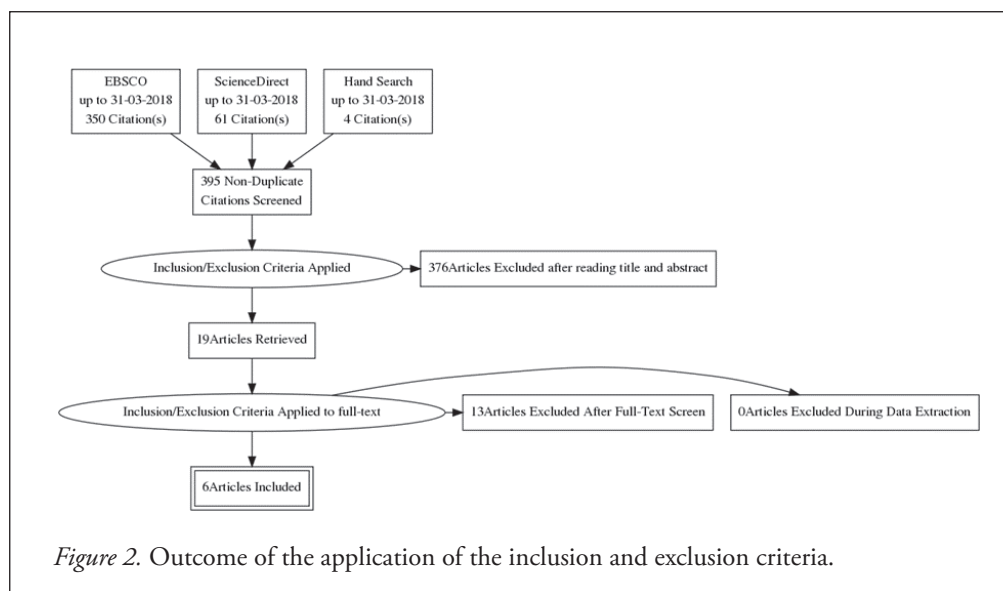 EBSCO
up to 31-03-2018
350 Citation(s)
ScienceDirect
up to 31-03-2018
61 Citation(s)
Hand Search
up to 31-03-2018
4 Citation(s)
395 Non-Duplicate
Citations Screened
Inclusion/Exclusion Criteria Applied
376Articles Excluded after reading title and abstract
19Articles Retrieved
Inclusion/Exclusion Criteria Applied to full-text
13Articles Excluded After Full-Text Screen
0Articles Excluded During Data Extraction
6Articles Included
Figure 2. Outcome of the application of the inclusion and exclusion criteria.